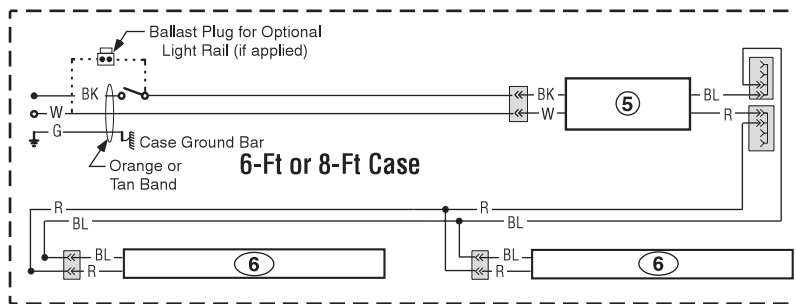 Ballast Plug for Optional
Light Rail (if applied)
BK
BK
5
BL
W
W
R
G
Case Ground Bar
Orange or
Tan Band
6-Ft or 8-Ft Case
R
R
BL
BL
BL
6
BL
6
R
R